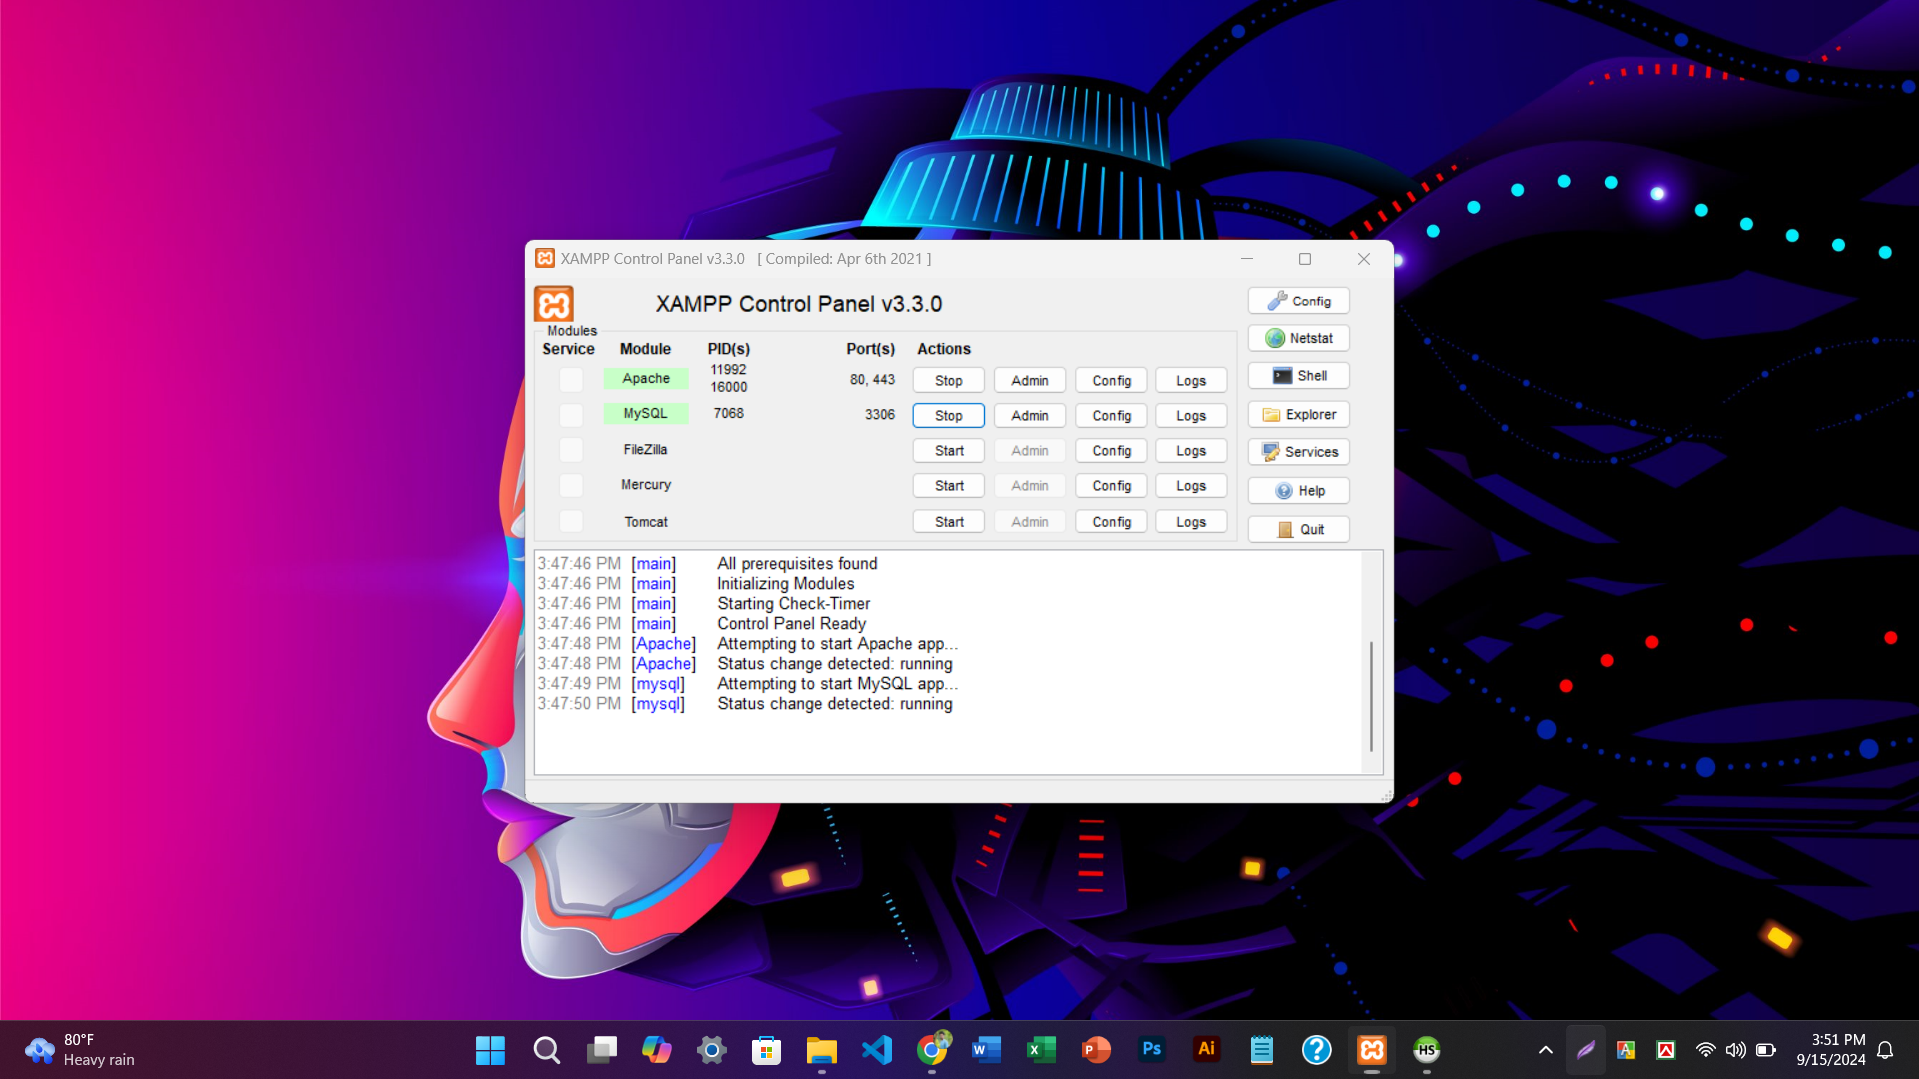 XAMPP Control Panel v3.3.0 [ Compiled: Apr 6th 2021 ]
XAMPP Control Panel v3.3.0
Config
Modules
Service Module PID(s) Port(s) Actions
Netstat
Apache 11992 16000 80, 443 Stop Admin Config Logs
Shell
MySQL 7068 3306 Stop Admin Config Logs
Explorer
FileZilla Start Admin Config Logs
Services
Mercury Start Admin Config Logs
Help
Tomcat Start Admin Config Logs
Quit
3:47:46 PM [main] All prerequisites found
3:47:46 PM [main] Initializing Modules
3:47:46 PM [main] Starting Check-Timer
3:47:46 PM [main] Control Panel Ready
3:47:48 PM [Apache] Attempting to start Apache app...
3:47:48 PM [Apache] Status change detected: running
3:47:49 PM [mysql] Attempting to start MySQL app...
3:47:50 PM [mysql] Status change detected: running
80°F
Heavy rain
W X P Ps Ai ? HS A
3:51 PM
9/15/2024